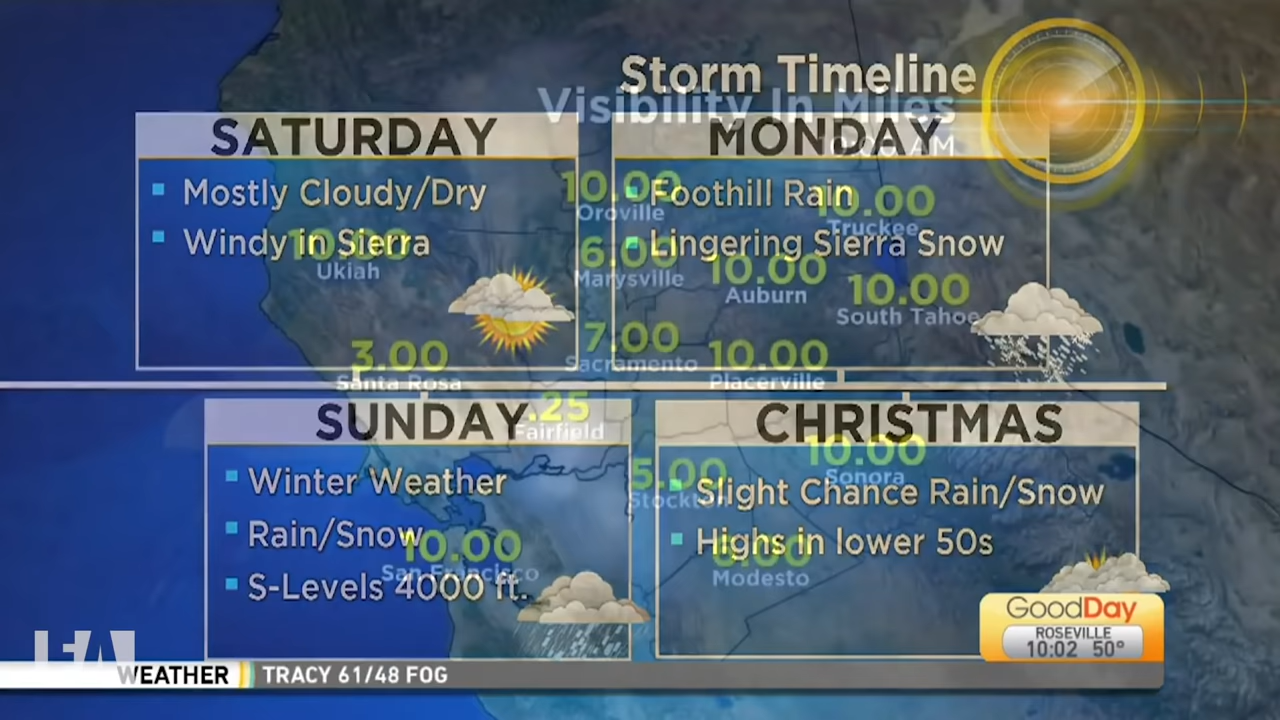 Storm Timeline
Visibility In Miles
AM
SATURDAY
Mostly Cloudy/Dry
Windy in Sierra
MONDAY
Foothill Rain
Lingering Sierra Snow
10.00
Oroville
10.00
Truckee
10.00
Ukiah
6.00
Marysville
10.00
Auburn
10.00
South Tahoe
3.00
Santa Rosa
7.00
Sacramento
10.00
Placerville
SUNDAY
Winter Weather
Rain/Snow
S-Levels 4000 ft.
CHRISTMAS
Slight Chance Rain/Snow
Highs in lower 50s
.25
Fairfield
10.00
Sonora
5.00
Stockton
10.00
San Francisco
Modesto
GoodDay
ROSEVILLE
10:02 50°
WEATHER TRACY 61/48 FOG